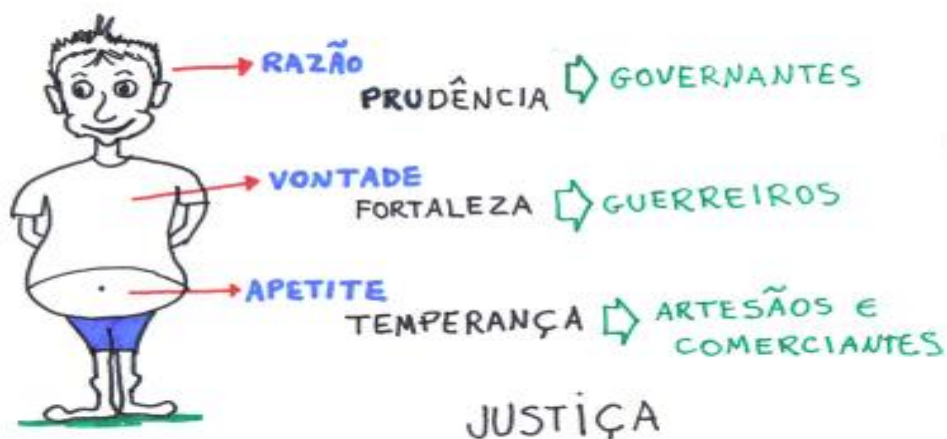 RAZÃO
PRUDÊNCIA
GOVERNANTES
VONTADE
FORTALEZA
GUERREIROS
APETITE
TEMPERANÇA
ARTESÃOS E
COMERCIANTES
JUSTIÇA